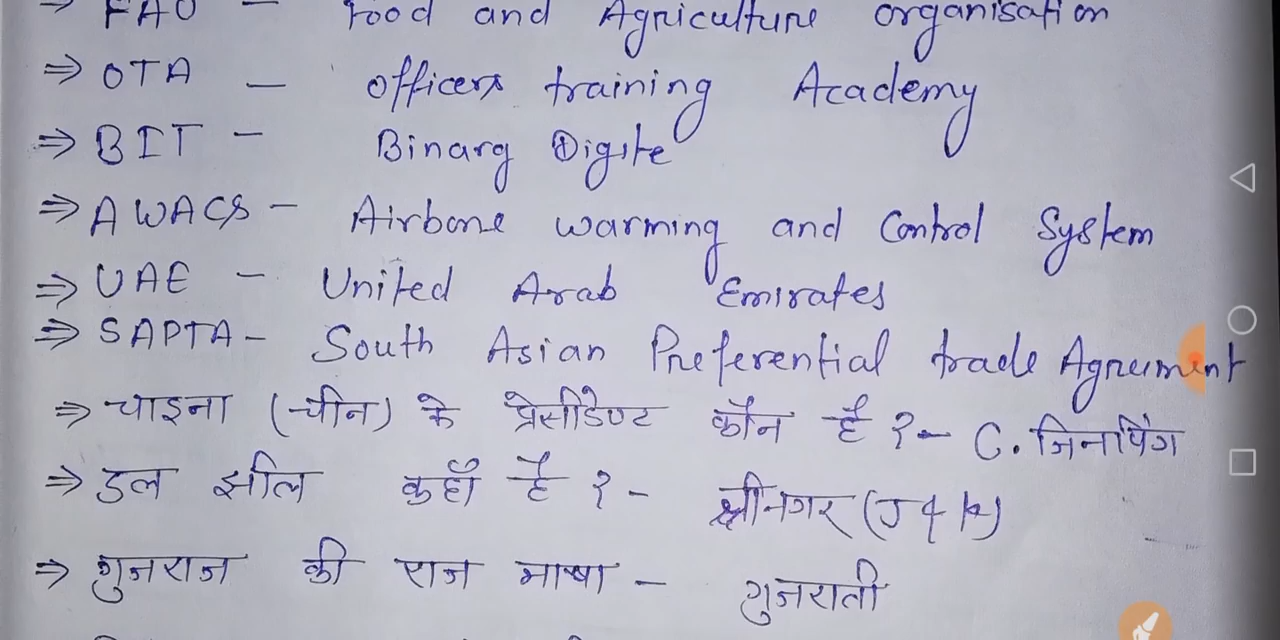 ⇒ FAO - Food and Agriculture organisation
⇒ OTA - officers training Academy
⇒ BIT - Binarg Digite
⇒ AWACS - Airbone warming and Control System
⇒ UAE - United Arab Emirates
⇒ SAPTA - South Asian Preferential trade Agreement
⇒ चाइना (चीन) के प्रेसीडेण्ट कौन है ? - C. जिनपिंग
⇒ डल झील कहाँ है ? - श्रीनगर (J & K)
⇒ गुजराज की राज भाषा - गुजराती